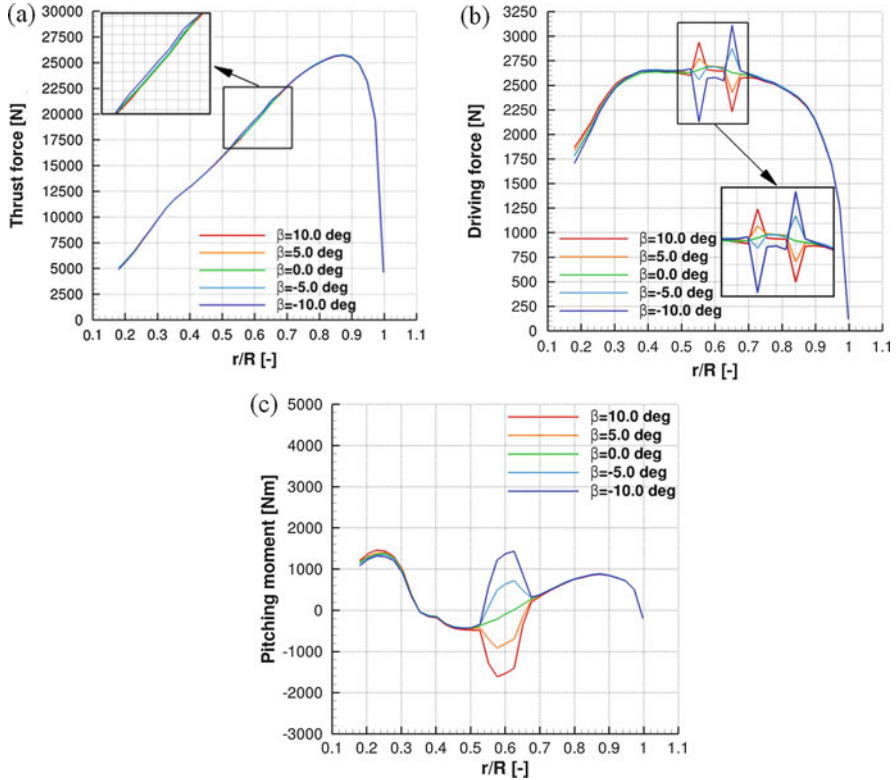 (a)
Thrust force [N]
30000
27500
25000
22500
20000
17500
15000
12500
10000
7500
5000
2500
0
β=10.0 deg
β=5.0 deg
β=0.0 deg
β=-5.0 deg
β=-10.0 deg
0.1 0.2 0.3 0.4 0.5 0.6 0.7 0.8 0.9 1 1.1
r/R [-]
(b)
Driving force [N]
3250
3000
2750
2500
2250
2000
1750
1500
1250
1000
750
500
250
0
β=10.0 deg
β=5.0 deg
β=0.0 deg
β=-5.0 deg
β=-10.0 deg
0.1 0.2 0.3 0.4 0.5 0.6 0.7 0.8 0.9 1 1.1
r/R [-]
(c)
Pitching moment [Nm]
5000
4000
3000
2000
1000
0
-1000
-2000
-3000
β=10.0 deg
β=5.0 deg
β=0.0 deg
β=-5.0 deg
β=-10.0 deg
0.1 0.2 0.3 0.4 0.5 0.6 0.7 0.8 0.9 1 1.1
r/R [-]